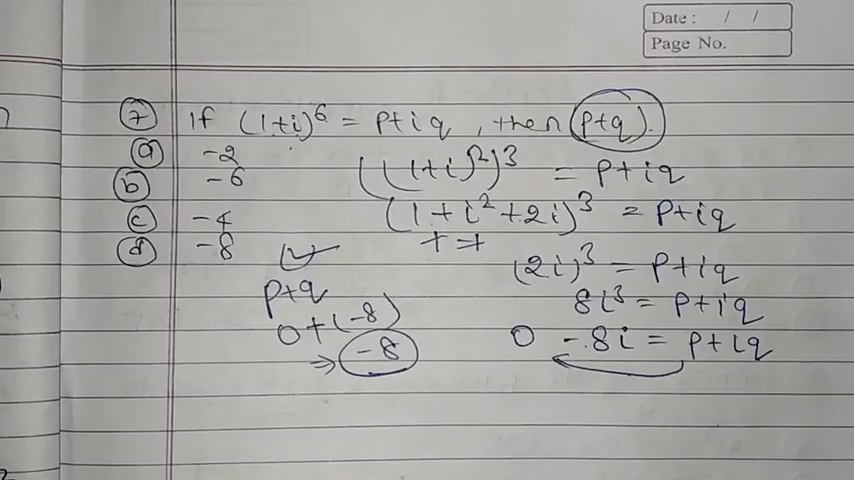 Date : / /
Page No.
(7) If (1+i)^6 = p+iq , then (p+q).
(a) -2
(b) -6
(c) -4
(d) -8
((1+i)^2)^3 = p+iq
(1+i^2+2i)^3 = p+iq
(2i)^3 = p+iq
8i^3 = p+iq
0 -8i = p+iq
p+q
0+(-8)
⇒ -8